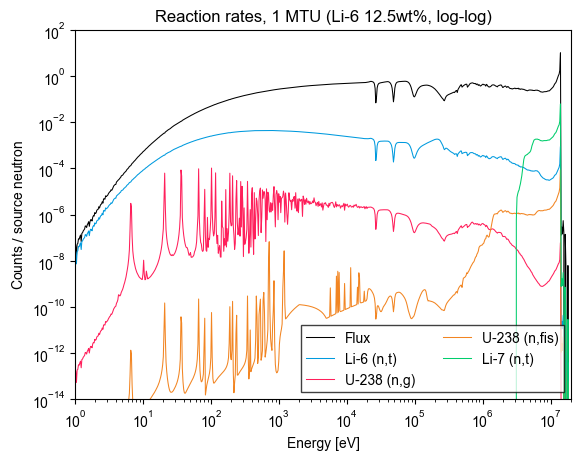 Reaction rates, 1 MTU (Li-6 12.5wt%, log-log)
Counts / source neutron
10^2
10^0
10^−2
10^−4
10^−6
10^−8
10^−10
10^−12
10^−14
Flux
Li-6 (n,t)
U-238 (n,g)
U-238 (n,fis)
Li-7 (n,t)
10^0 10^1 10^2 10^3 10^4 10^5 10^6 10^7
Energy [eV]